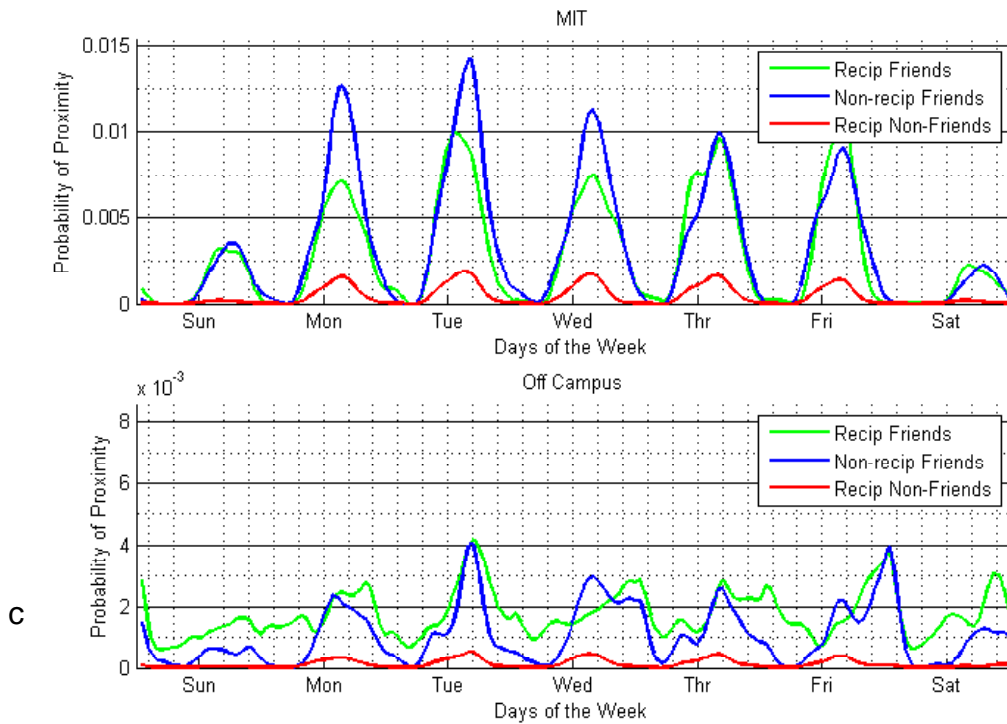 MIT
0.015
0.01
0.005
0
Probability of Proximity
Recip Friends
Non-recip Friends
Recip Non-Friends
Sun Mon Tue Wed Thr Fri Sat
Days of the Week
c
Off Campus
x 10^-3
8
6
4
2
0
Probability of Proximity
Recip Friends
Non-recip Friends
Recip Non-Friends
Sun Mon Tue Wed Thr Fri Sat
Days of the Week